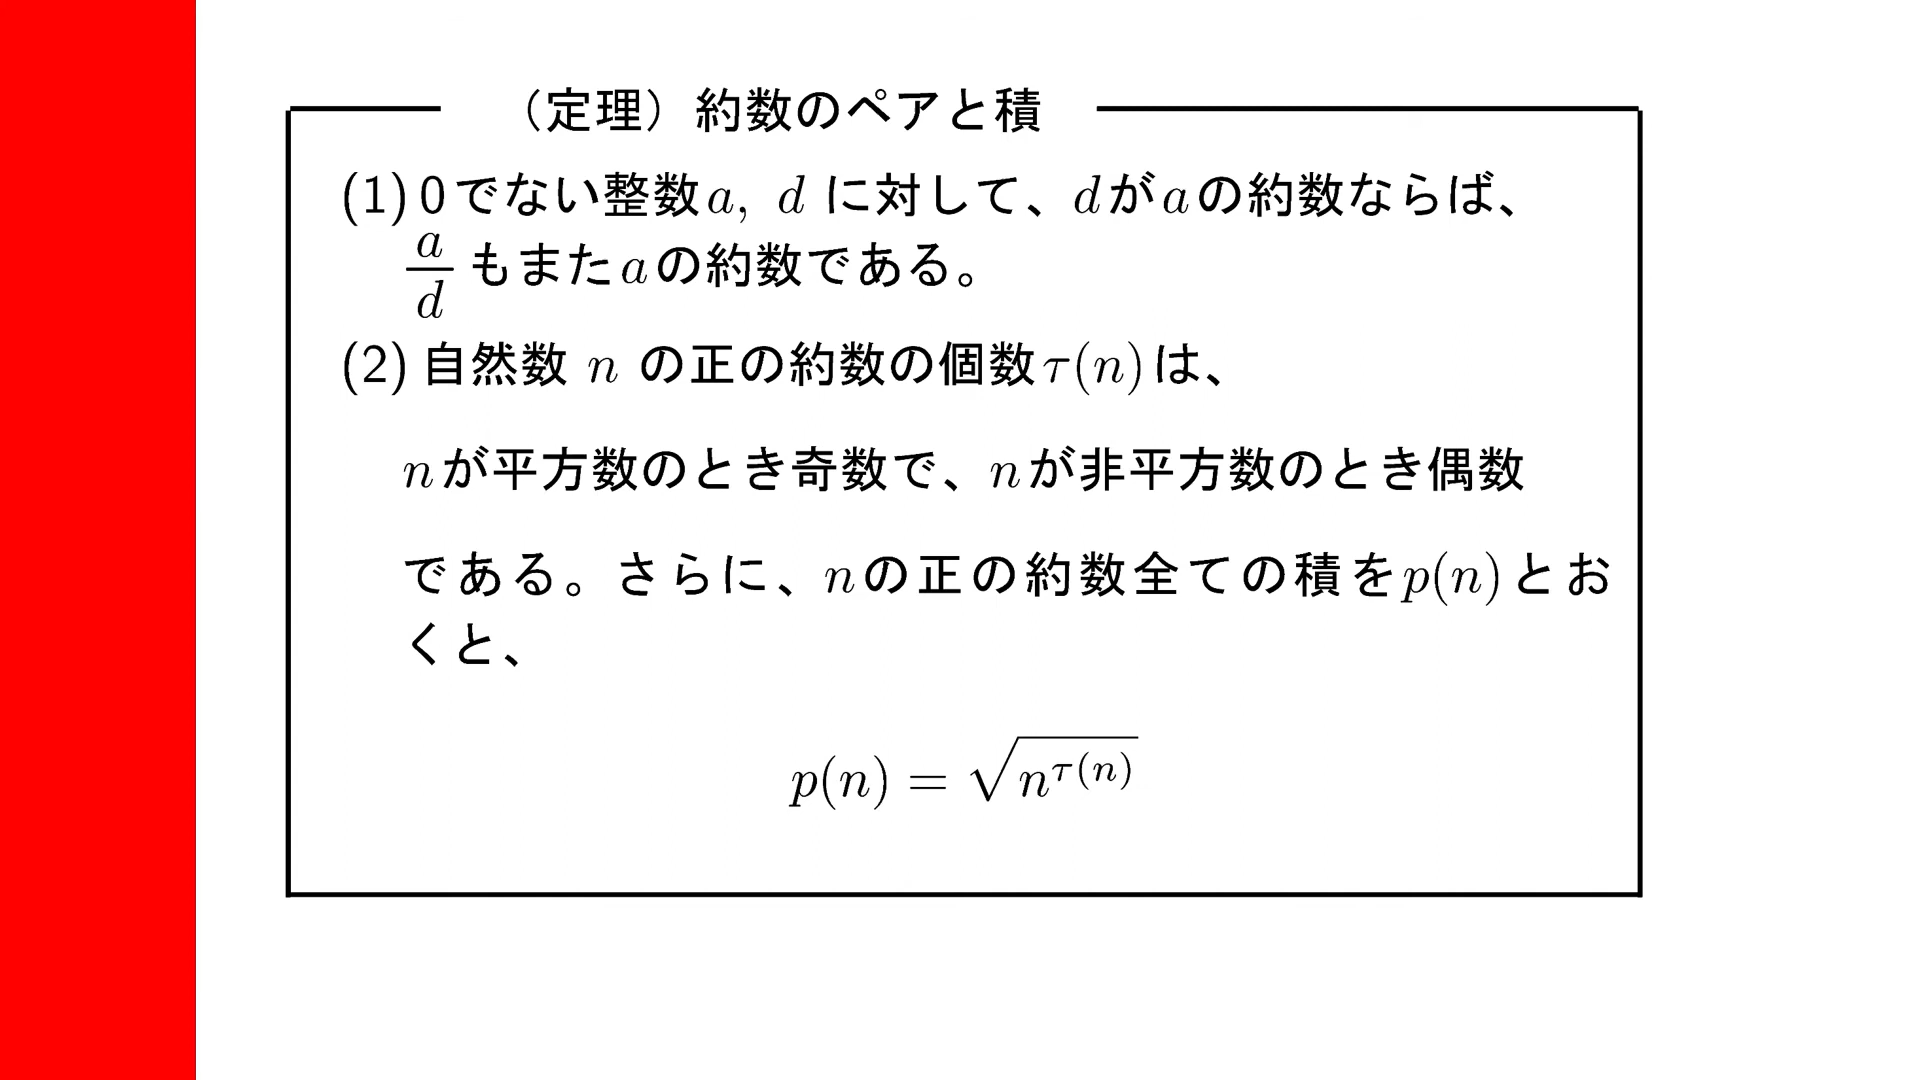 （定理）約数のペアと積
(1) 0でない整数a, d に対して、dがaの約数ならば、
a/d もまたaの約数である。
(2) 自然数 n の正の約数の個数τ(n)は、
nが平方数のとき奇数で、nが非平方数のとき偶数
である。さらに、nの正の約数全ての積をp(n)とお
くと、
p(n) = √n^{τ(n)}